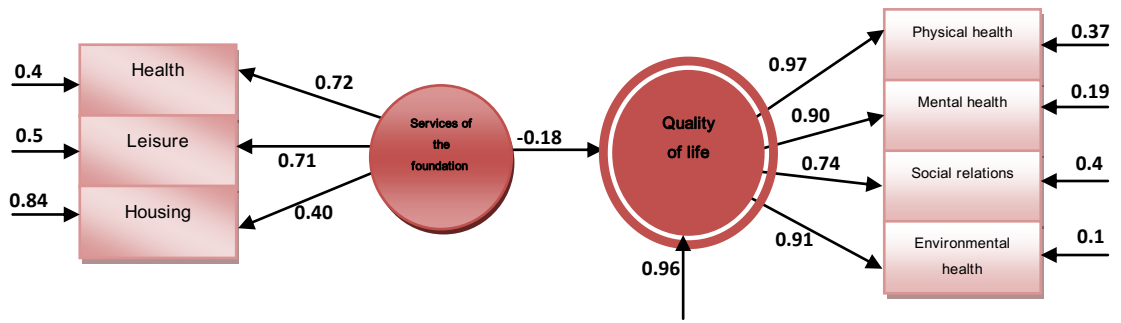 0.4
Health
0.72
0.5
Leisure
0.71
0.84
Housing
0.40
Services of
the
foundation
-0.18
Quality
of life
0.96
0.97
Physical health
0.37
0.90
Mental health
0.19
0.74
Social relations
0.4
0.91
Environmental
health
0.1